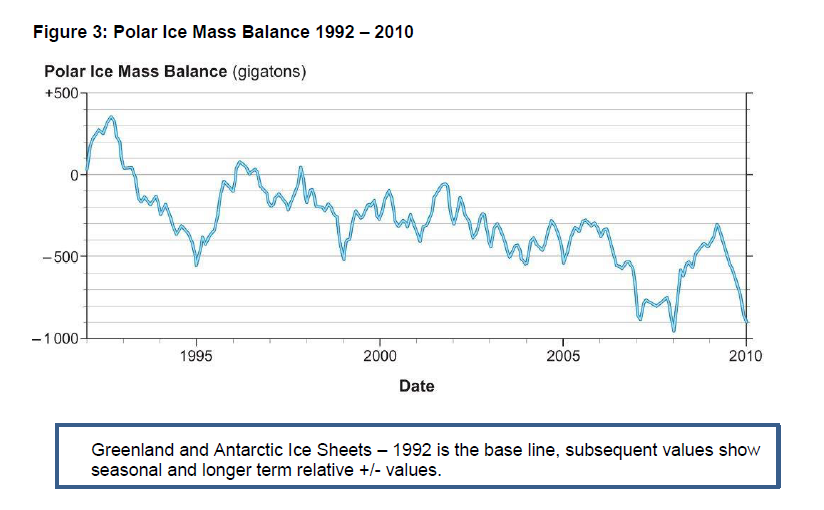 Figure 3: Polar Ice Mass Balance 1992 – 2010
Polar Ice Mass Balance (gigatons)
+500
0
–500
–1000
1995
2000
2005
2010
Date
Greenland and Antarctic Ice Sheets – 1992 is the base line, subsequent values show
seasonal and longer term relative +/- values.